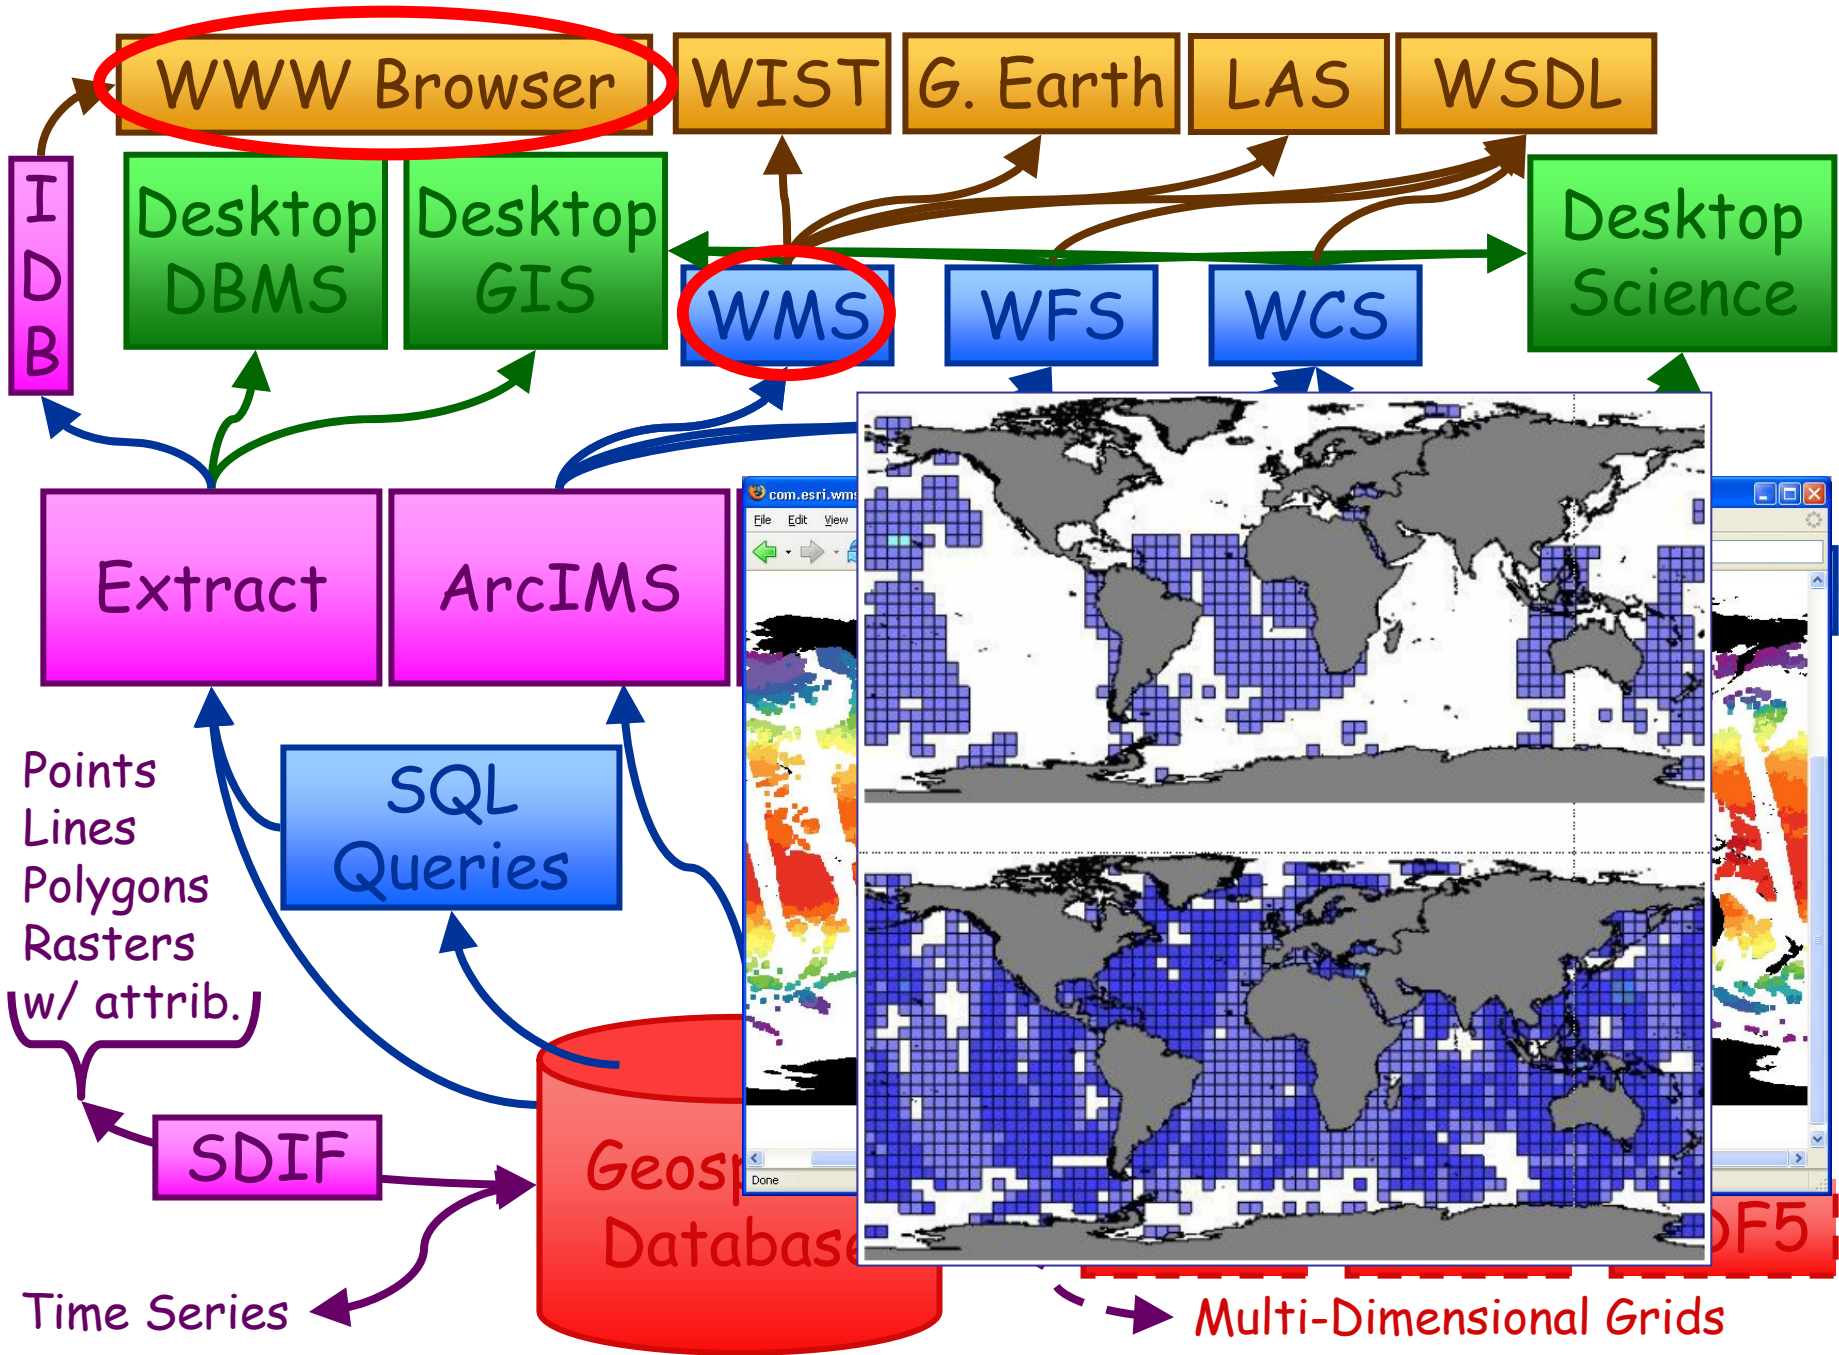 WWW Browser
WIST
G. Earth
LAS
WSDL
I
D
B
Desktop
DBMS
Desktop
GIS
Desktop
Science
WMS
WFS
WCS
Extract
ArcIMS
com.esri.wms
File Edit View
Points
Lines
Polygons
Rasters
w/ attrib.
SQL
Queries
SDIF
Done
Geosp
Database
DF5
Time Series
Multi-Dimensional Grids